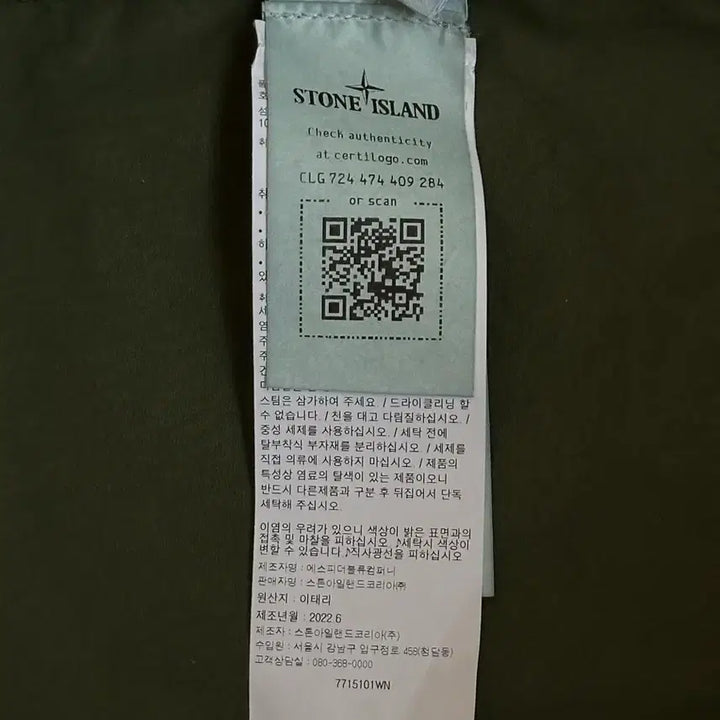 STONE ISLAND
Check authenticity
at certilogo.com
CLG 724 474 409 284
or scan
스팀은 삼가하여 주세요. / 드라이클리닝 할
수 없습니다. / 천을 대고 다림질하십시오. /
중성 세제를 사용하십시오. / 세탁 전에
탈부착식 부자재를 분리하십시오. / 세제를
직접 의류에 사용하지 마십시오. / 제품의
특성상 염료의 탈색이 있는 제품이오니
반드시 다른제품과 구분 후 뒤집어서 단독
세탁해 주십시오.
이염의 우려가 있으니 색상이 밝은 표면과의
접촉 및 마찰을 피하십시오. ♪세탁시 색상이
변할 수 있습니다.♪직사광선을 피하십시오
제조자명 : 에스피더블류컴퍼니
판매자명 : 스톤아일랜드코리아㈜
원산지 : 이태리
제조년월 : 2022.6
제조자 : 스톤아일랜드코리아(주)
수입원 : 서울시 강남구 압구정로 458(청담동)
고객상담실 : 080-368-0000
7715101WN